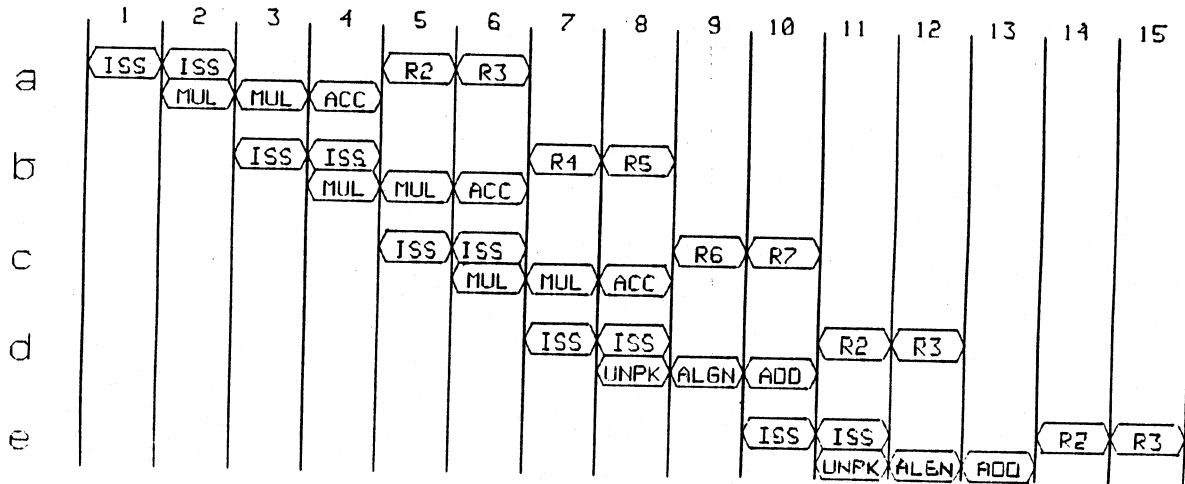 1 2 3 4 5 6 7 8 9 10 11 12 13 14 15
a ISS ISS R2 R3
MUL MUL ACC
b ISS ISS R4 R5
MUL MUL ACC
c ISS ISS R6 R7
MUL MUL ACC
d ISS ISS R2 R3
UNPK ALGN ADD
e ISS ISS R2 R3
UNPK ALEN ADD